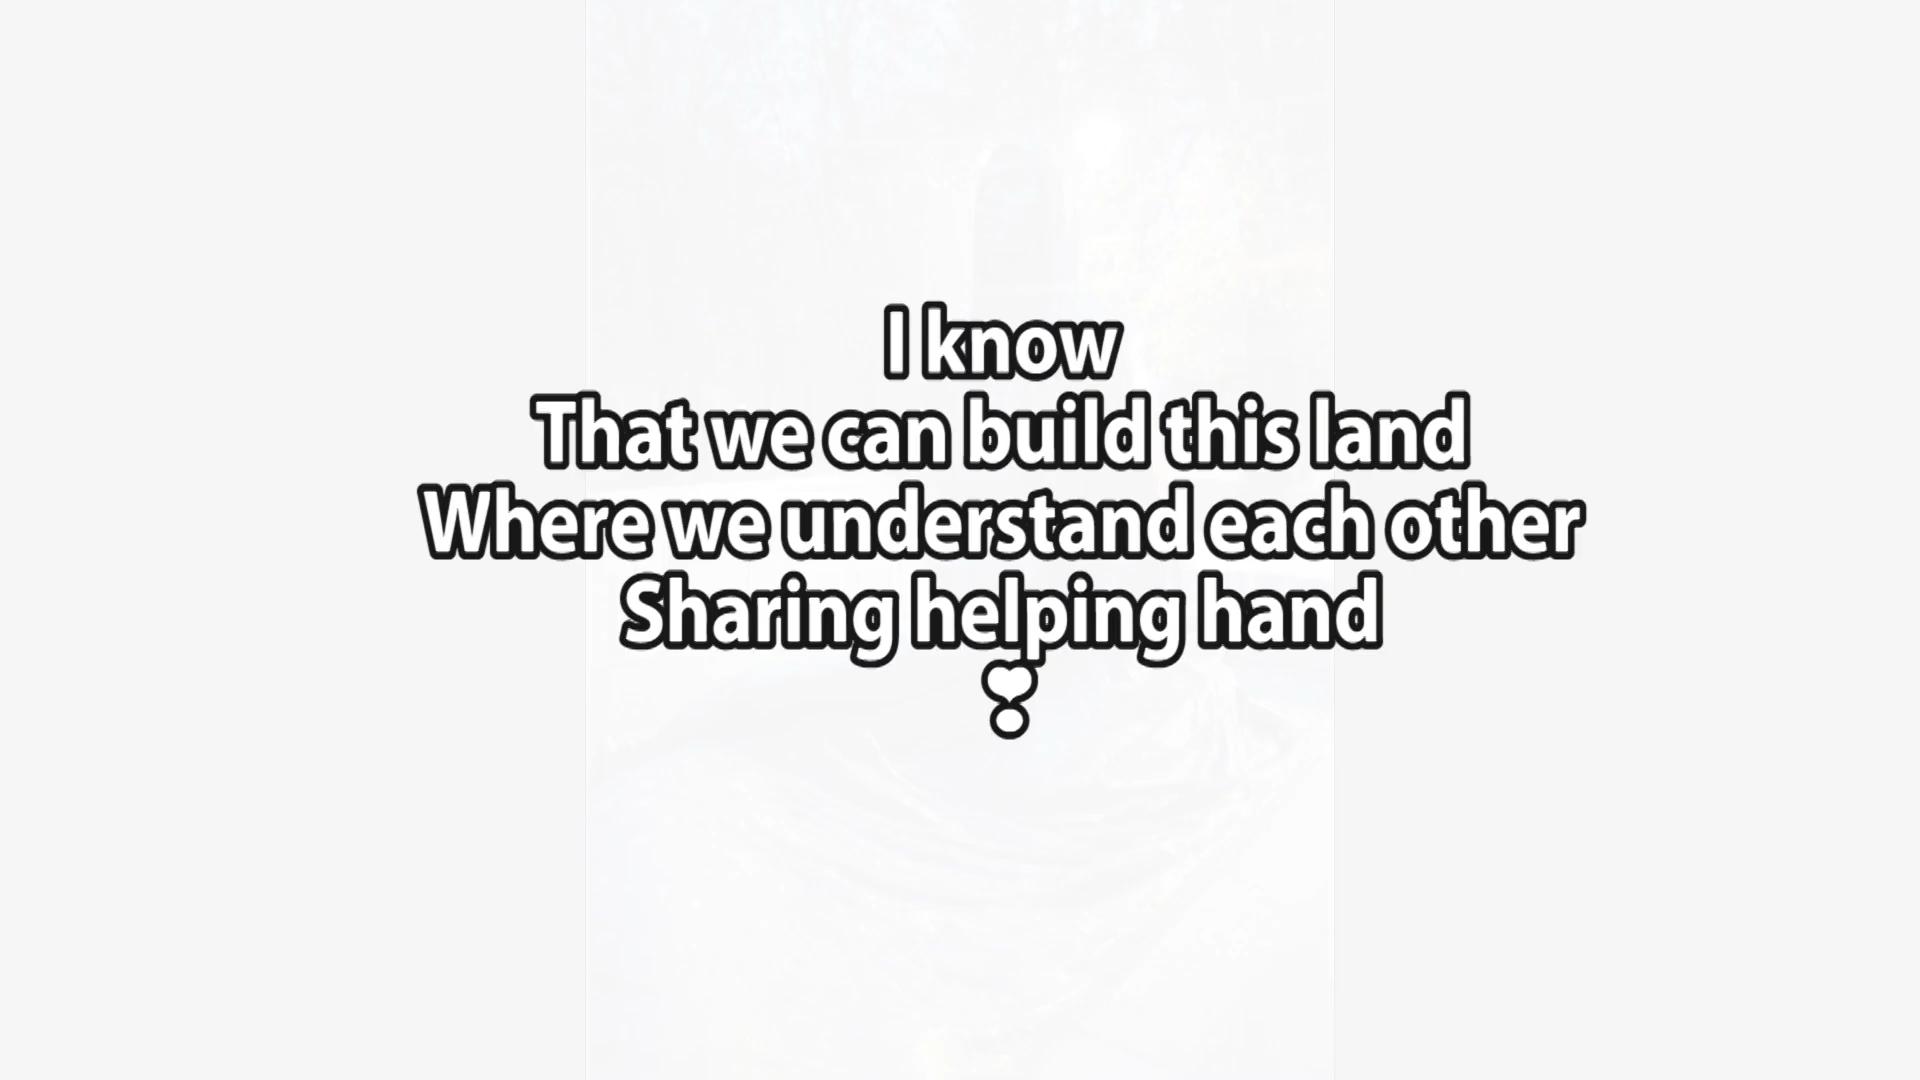 I know
That we can build this land
Where we understand each other
Sharing helping hand
❣